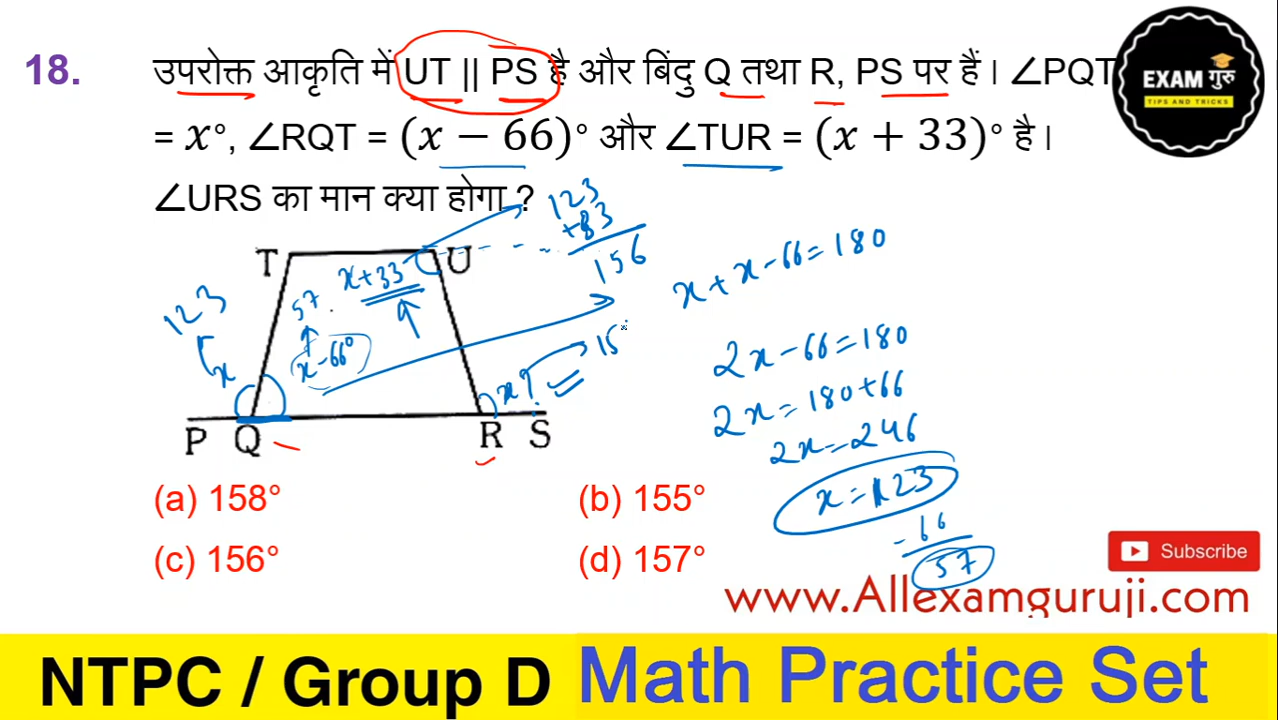 18. उपरोक्त आकृति में UT || PS है और बिंदु Q तथा R, PS पर हैं। ∠PQT
= x°, ∠RQT = (x − 66)° और ∠TUR = (x + 33)° है।
∠URS का मान क्या होगा ?
EXAM गुरु
TIPS AND TRICKS
123
+83
156
T U
x+33
57
123
x
x-66°
x?
15
P Q R S
x+x-66=180
2x-66=180
2x=180+66
2x=246
x=123
-66
57
(a) 158° (b) 155°
(c) 156° (d) 157°
Subscribe
www.Allexamguruji.com
NTPC / Group D Math Practice Set